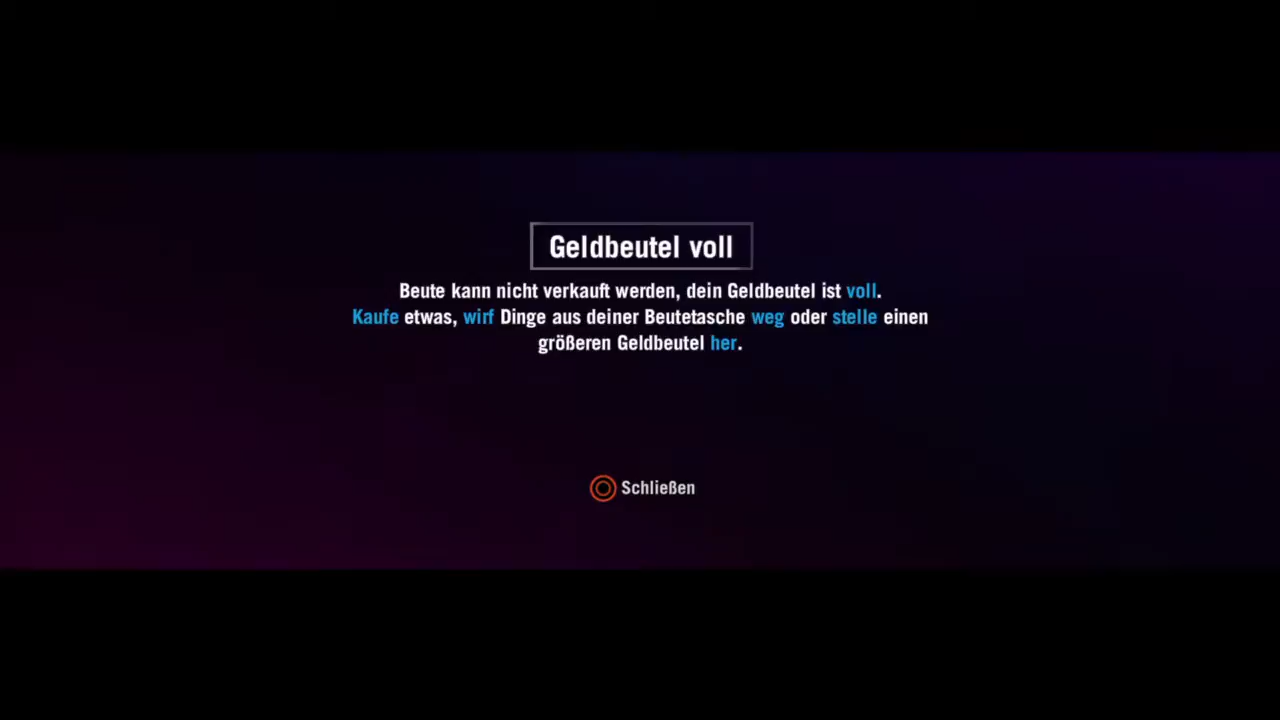 Geldbeutel voll
Beute kann nicht verkauft werden, dein Geldbeutel ist voll.
Kaufe etwas, wirf Dinge aus deiner Beutetasche weg oder stelle einen
größeren Geldbeutel her.
Schließen